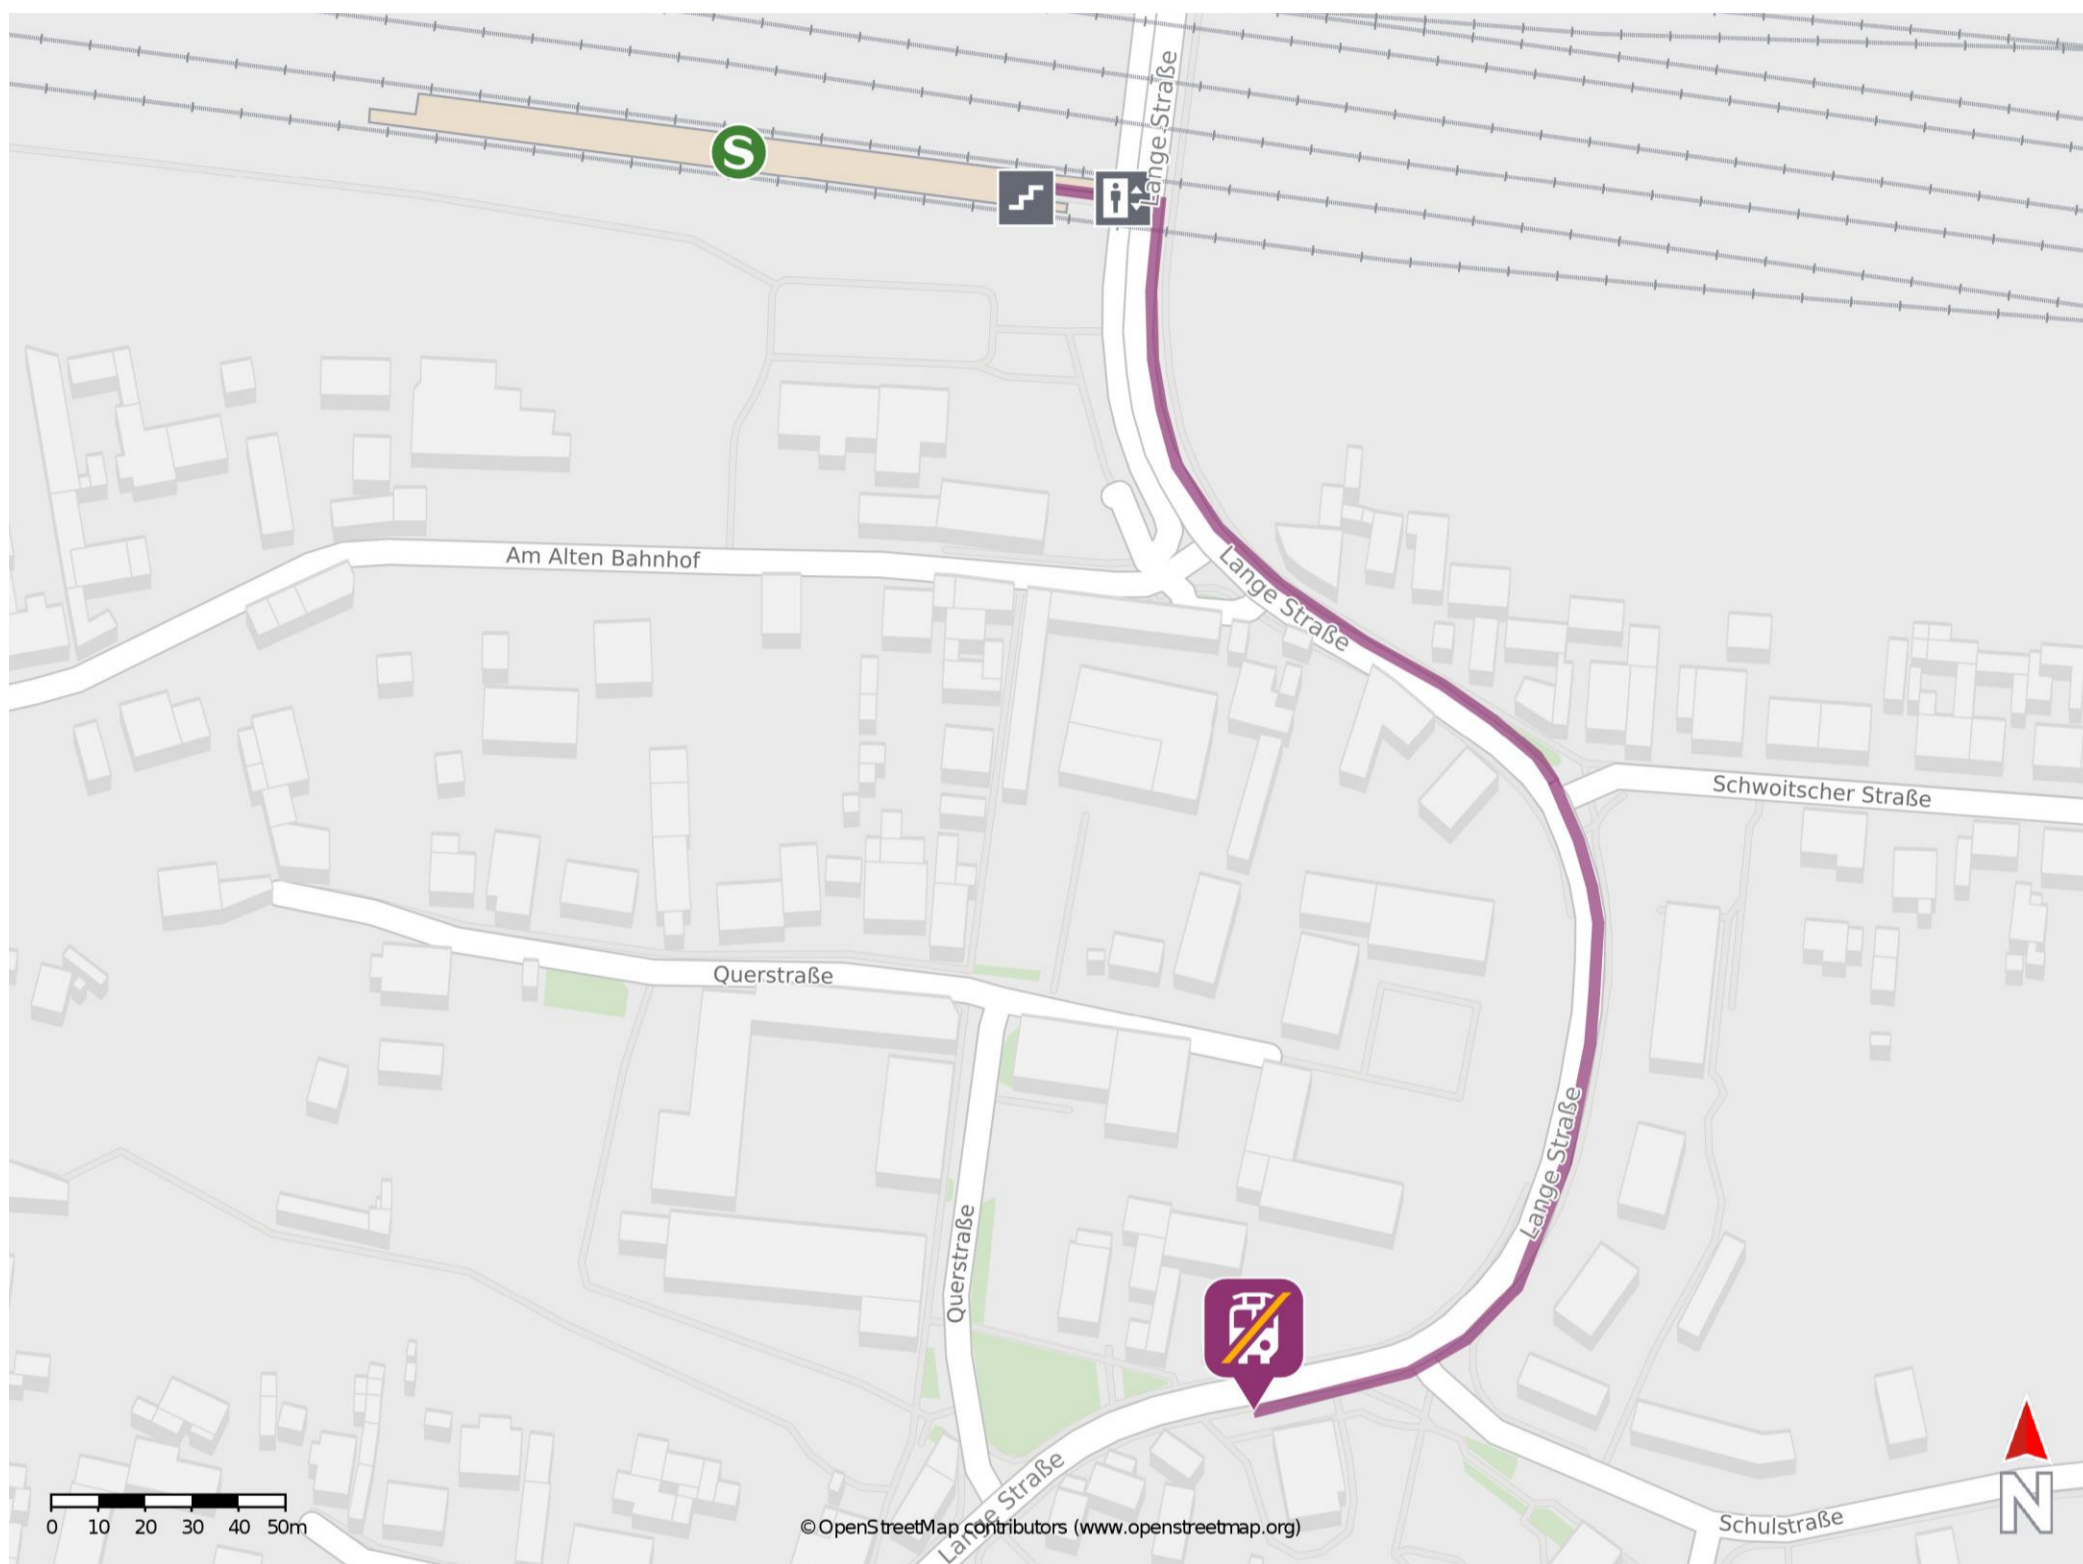 Lange Straße
S
Am Alten Bahnhof
Lange Straße
Schwoitscher Straße
Querstraße
Lange Straße
Querstraße
Lange Straße
Schulstraße
N
0 10 20 30 40 50m
© OpenStreetMap contributors (www.openstreetmap.org)